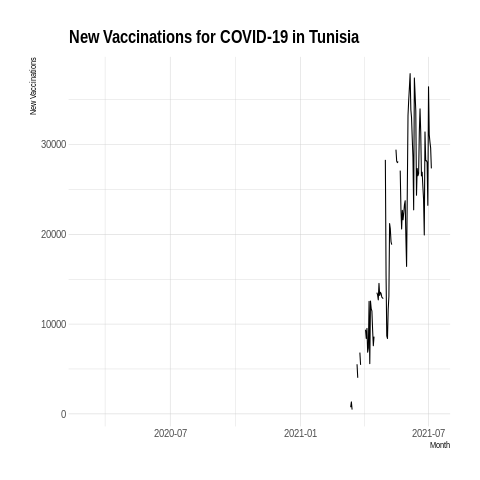 New Vaccinations for COVID-19 in Tunisia
New Vaccinations
30000
20000
10000
0
2020-07
2021-01
2021-07
Month